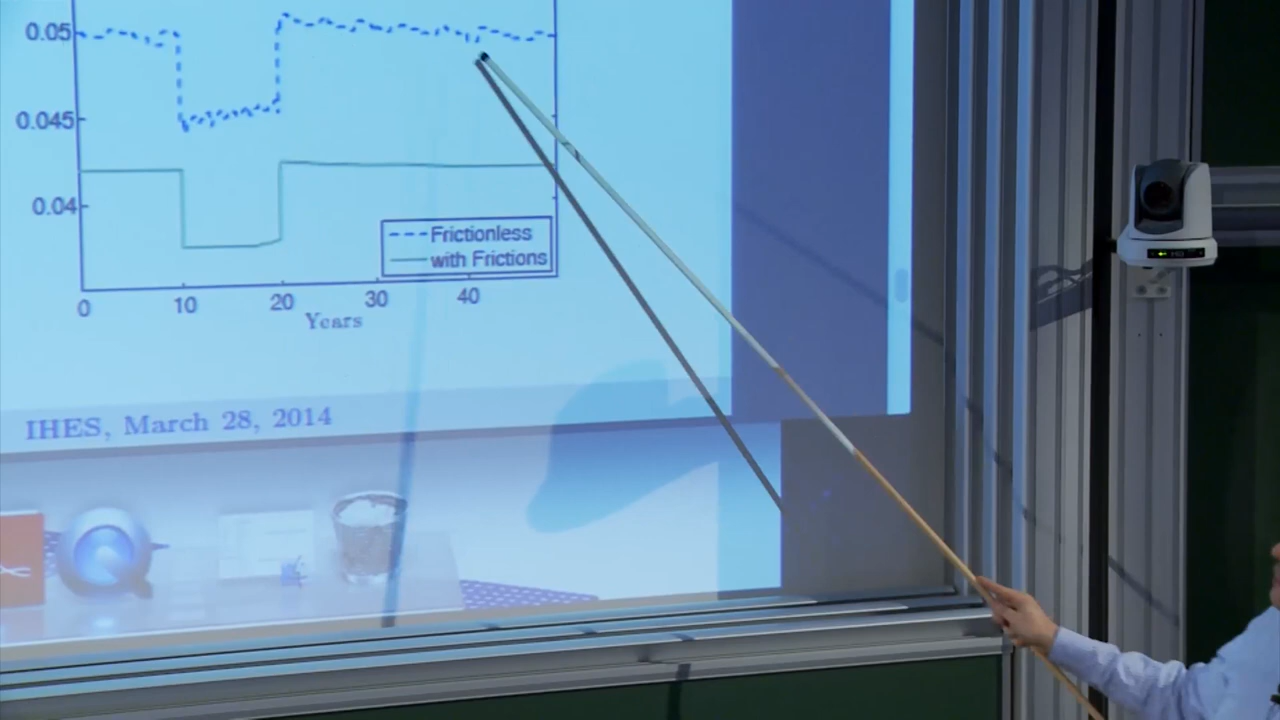 0.05
0.045
0.04
Frictionless
with Frictions
0 10 20 30 40
Years
IHES, March 28, 2014